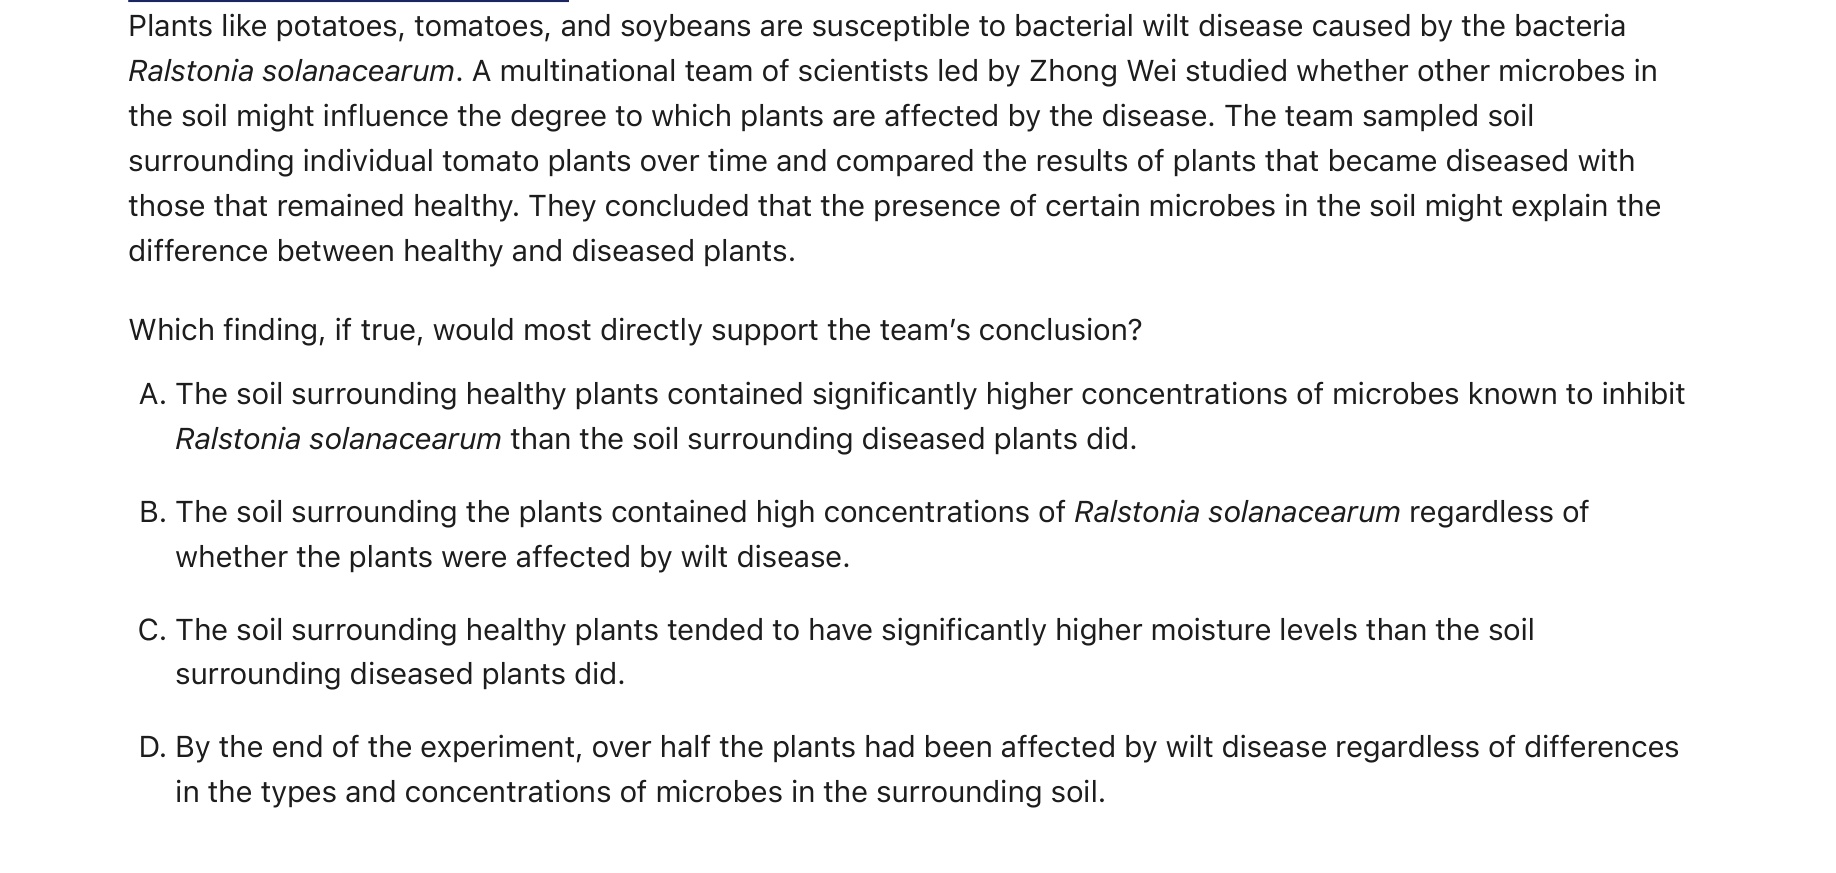 Plants like potatoes, tomatoes, and soybeans are susceptible to bacterial wilt disease caused by the bacteria
Ralstonia solanacearum. A multinational team of scientists led by Zhong Wei studied whether other microbes in
the soil might influence the degree to which plants are affected by the disease. The team sampled soil
surrounding individual tomato plants over time and compared the results of plants that became diseased with
those that remained healthy. They concluded that the presence of certain microbes in the soil might explain the
difference between healthy and diseased plants.
Which finding, if true, would most directly support the team’s conclusion?
A. The soil surrounding healthy plants contained significantly higher concentrations of microbes known to inhibit
Ralstonia solanacearum than the soil surrounding diseased plants did.
B. The soil surrounding the plants contained high concentrations of Ralstonia solanacearum regardless of
whether the plants were affected by wilt disease.
C. The soil surrounding healthy plants tended to have significantly higher moisture levels than the soil
surrounding diseased plants did.
D. By the end of the experiment, over half the plants had been affected by wilt disease regardless of differences
in the types and concentrations of microbes in the surrounding soil.